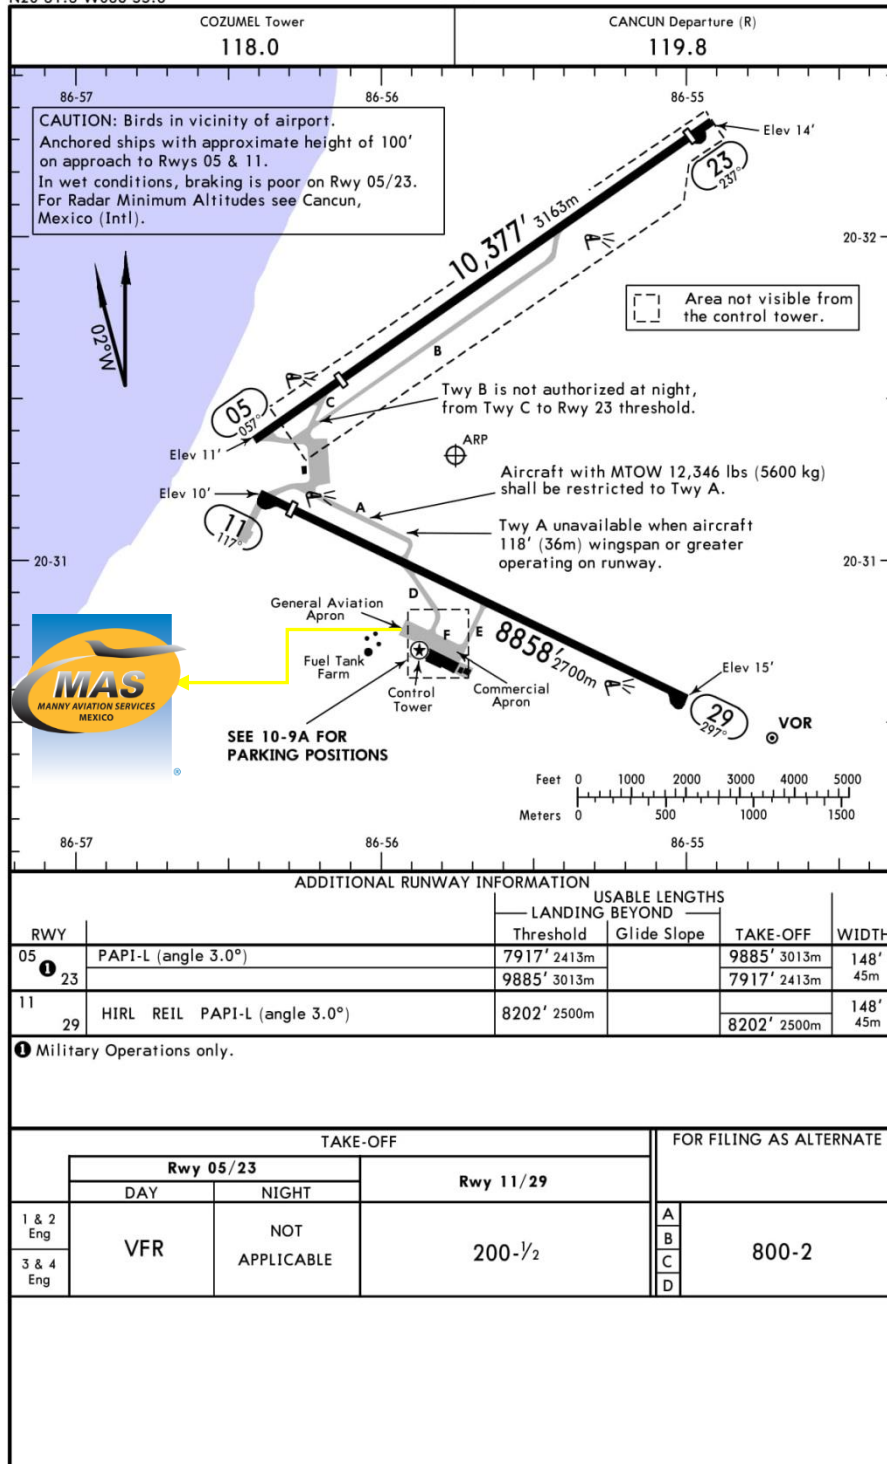 COZUMEL Tower
118.0
CANCUN Departure (R)
119.8
86-57
86-56
86-55
CAUTION: Birds in vicinity of airport.
Anchored ships with approximate height of 100'
on approach to Rwys 05 & 11.
In wet conditions, braking is poor on Rwy 05/23.
For Radar Minimum Altitudes see Cancun,
Mexico (Intl).
Elev 14'
23
237°
20-32
20-32
10,377' 3163m
02°W
Area not visible from
the control tower.
B
C
Twy B is not authorized at night,
from Twy C to Rwy 23 threshold.
05
057°
Elev 11'
ARP
Elev 10'
Aircraft with MTOW 12,346 lbs (5600 kg)
shall be restricted to Twy A.
A
11
117°
Twy A unavailable when aircraft
118' (36m) wingspan or greater
operating on runway.
20-31
20-31
D
General Aviation
Apron
F
E
8858' 2700m
Fuel Tank
Farm
Control
Tower
Commercial
Apron
Elev 15'
29
297°
VOR
MAS
MANNY AVIATION SERVICES
MEXICO
®
SEE 10-9A FOR
PARKING POSITIONS
Feet 0 1000 2000 3000 4000 5000
Meters 0 500 1000 1500
86-57
86-56
86-55
ADDITIONAL RUNWAY INFORMATION
USABLE LENGTHS
LANDING BEYOND
RWY Threshold Glide Slope TAKE-OFF WIDTH
05 PAPI-L (angle 3.0°) 7917' 2413m 9885' 3013m 148'
1 23 9885' 3013m 7917' 2413m 45m
11 HIRL REIL PAPI-L (angle 3.0°) 8202' 2500m 148'
29 8202' 2500m 45m
1 Military Operations only.
TAKE-OFF
FOR FILING AS ALTERNATE
Rwy 05/23
Rwy 11/29
DAY
NIGHT
1 & 2
Eng
3 & 4
Eng
VFR
NOT
APPLICABLE
200-½
A
B
C
D
800-2